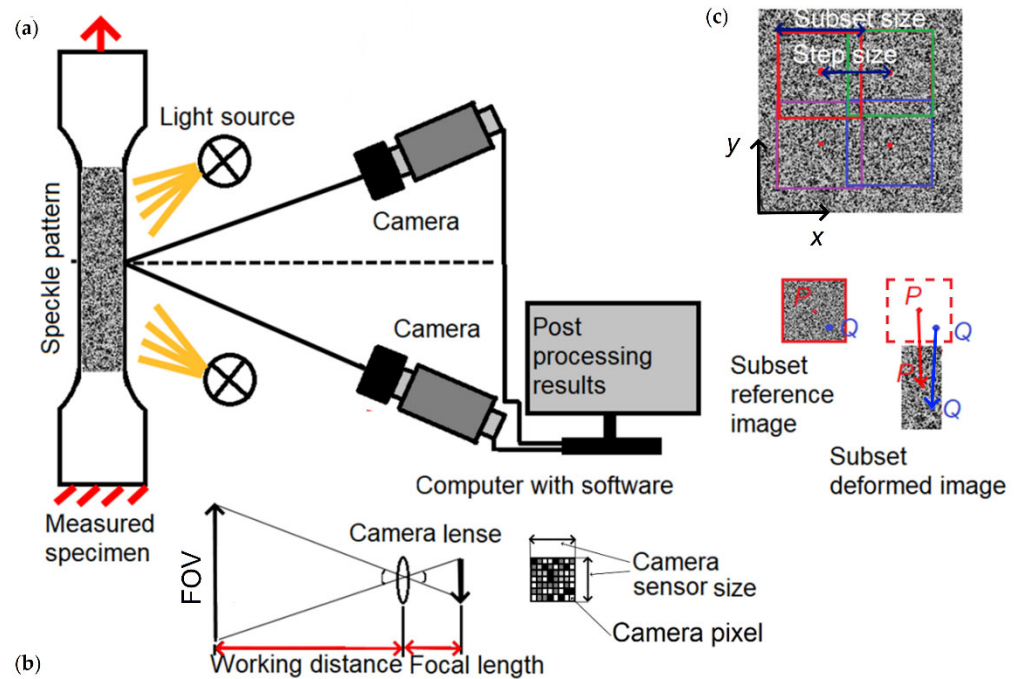 (a)
Light source
Speckle pattern
Camera
Camera
Post
processing
results
Computer with software
Measured
specimen
(c)
Subset size
Step size
y
x
P
Q
P
Q
P
Q
Subset
reference
image
Subset
deformed image
(b)
FOV
Camera lense
Working distance
Focal length
Camera
sensor size
Camera pixel